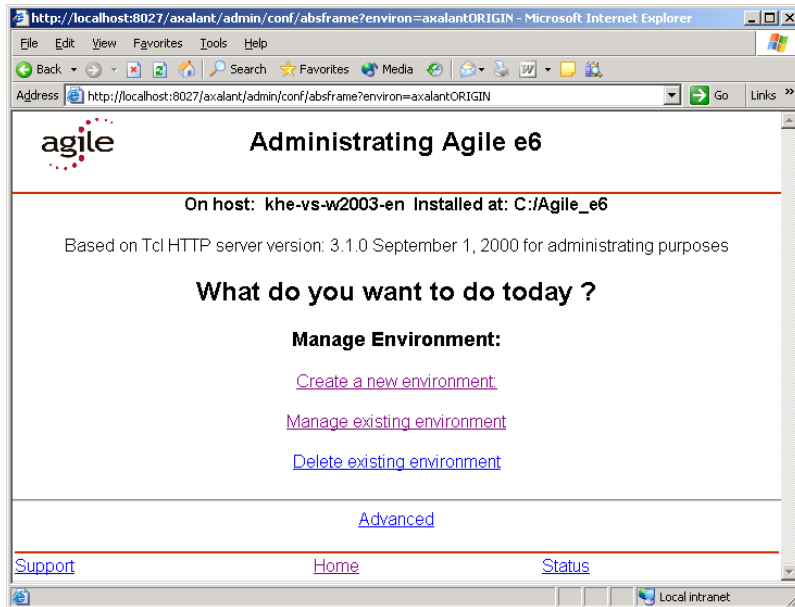 http://localhost:8027/axalant/admin/conf/absframe?environ=axalantORIGIN - Microsoft Internet Explorer
File Edit View Favorites Tools Help
Back Search Favorites Media
Address http://localhost:8027/axalant/admin/conf/absframe?environ=axalantORIGIN Go Links »
agile
Administrating Agile e6
On host: khe-vs-w2003-en Installed at: C:/Agile_e6
Based on Tcl HTTP server version: 3.1.0 September 1, 2000 for administrating purposes
What do you want to do today ?
Manage Environment:
Create a new environment:
Manage existing environment
Delete existing environment
Advanced
Support Home Status
Local intranet